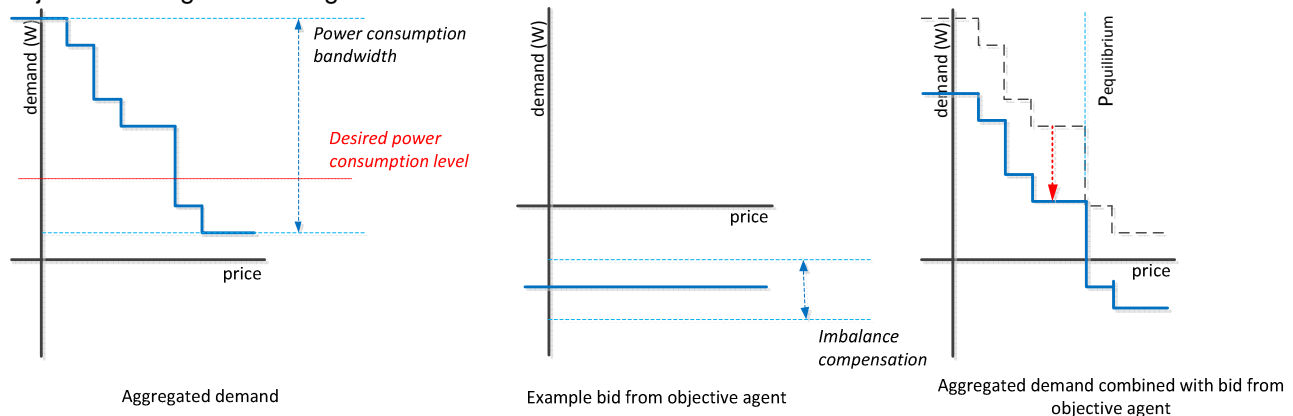 demand (W)
Power consumption
bandwidth
Desired power
consumption level
price
Aggregated demand
demand (W)
price
Imbalance
compensation
Example bid from objective agent
demand (W)
Pequilibrium
price
Aggregated demand combined with bid from
objective agent